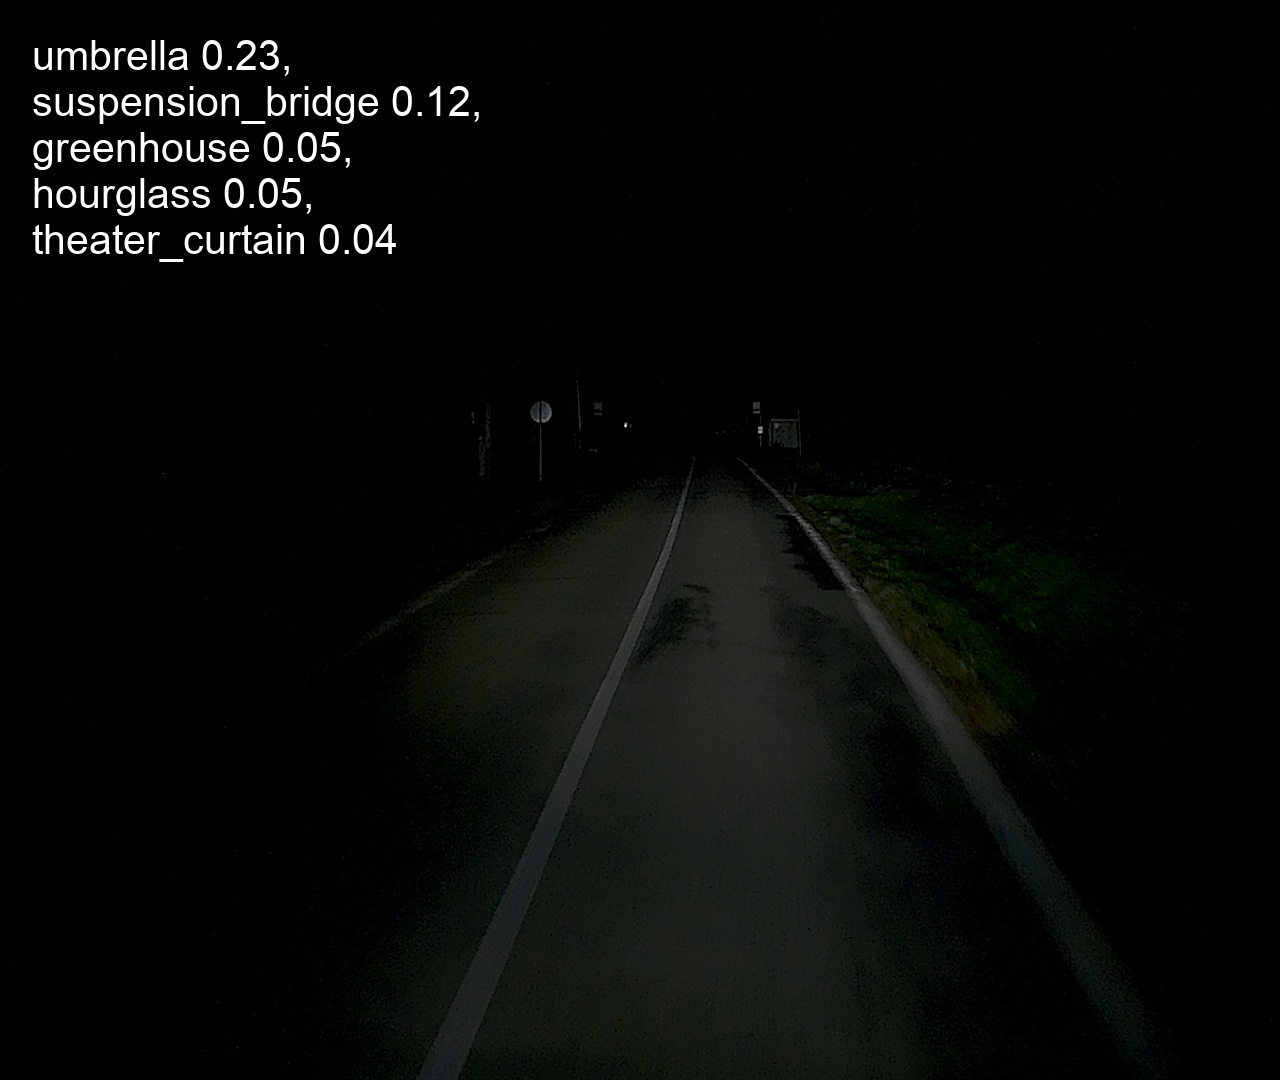 umbrella 0.23,
suspension_bridge 0.12,
greenhouse 0.05,
hourglass 0.05,
theater_curtain 0.04